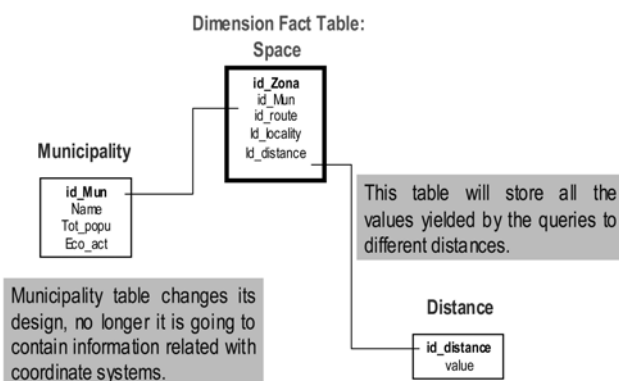 Dimension Fact Table:
Space
id_Zona
id_Mun
id_route
Id_locality
Id_distance
Municipality
id_Mun
Name
Tot_popu
Eco_act
This table will store all the
values yielded by the queries to
different distances.
Municipality table changes its
design, no longer it is going to
contain information related with
coordinate systems.
Distance
id_distance
value